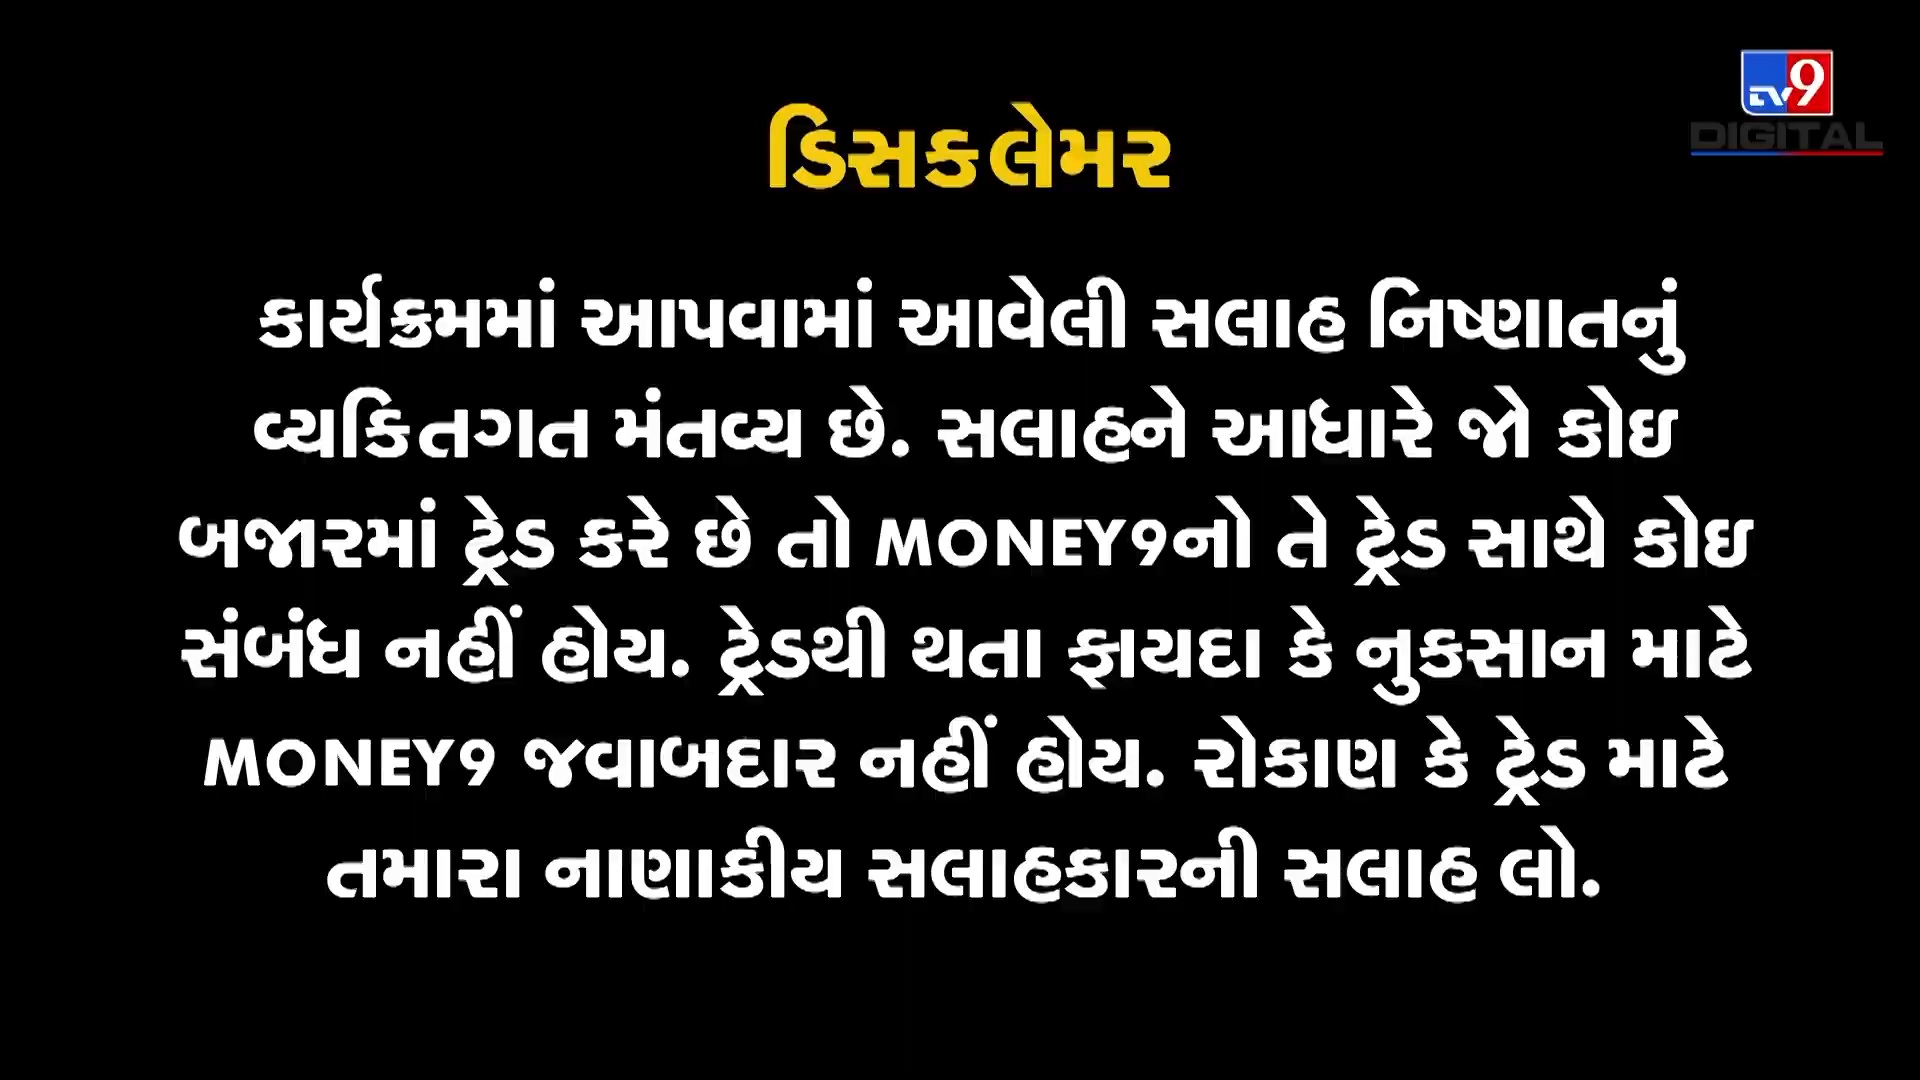 tv9
DIGITAL
ડિસક્લેમર
કાર્યક્રમમાં આપવામાં આવેલી સલાહ નિષ્ણાતનું
વ્યકિતગત મંતવ્ય છે. સલાહને આધારે જો કોઇ
બજારમાં ટ્રેડ કરે છે તો MONEY9નો તે ટ્રેડ સાથે કોઇ
સંબંધ નહીં હોય. ટ્રેડથી થતા ફાયદા કે નુકસાન માટે
MONEY9 જવાબદાર નહીં હોય. રોકાણ કે ટ્રેડ માટે
તમારા નાણાકીય સલાહકારની સલાહ લો.